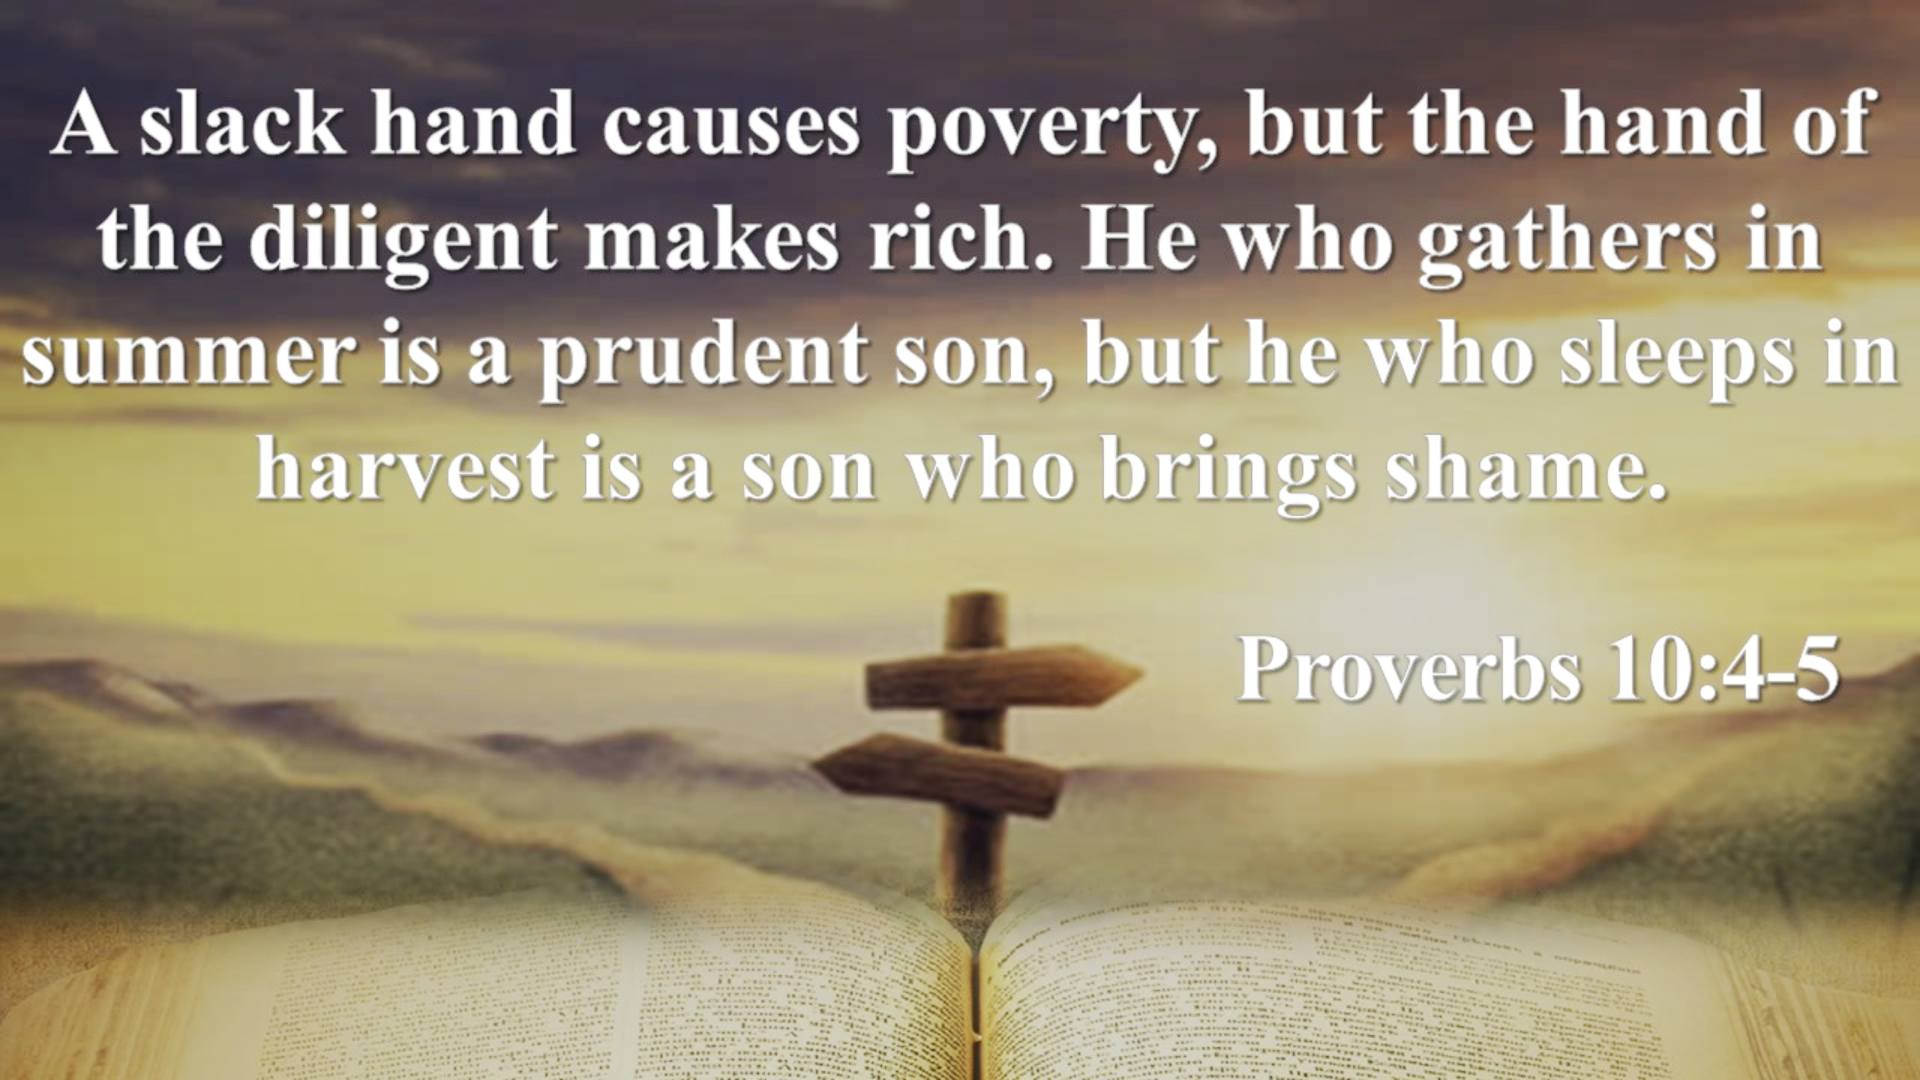 A slack hand causes poverty, but the hand of
the diligent makes rich. He who gathers in
summer is a prudent son, but he who sleeps in
harvest is a son who brings shame.
Proverbs 10:4-5